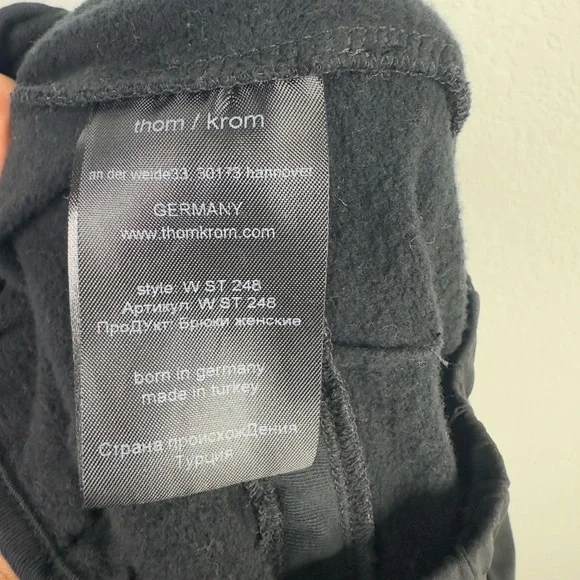 thom / krom
an der weide33, 30173 hannover
GERMANY
www.thomkrom.com
style: W ST 248
Артикул: W ST 248
ПроДУкт: Брюки женские
born in germany
made in turkey
Страна происхожДения
Турция